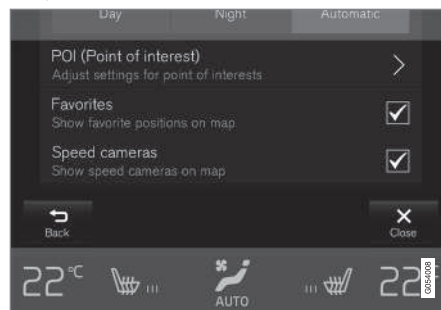 Day Night Automatic
POI (Point of interest)
Adjust settings for point of interests
Favorites
Show favorite positions on map
Speed cameras
Show speed cameras on map
Back Close
22°C 22°
AUTO
G054008